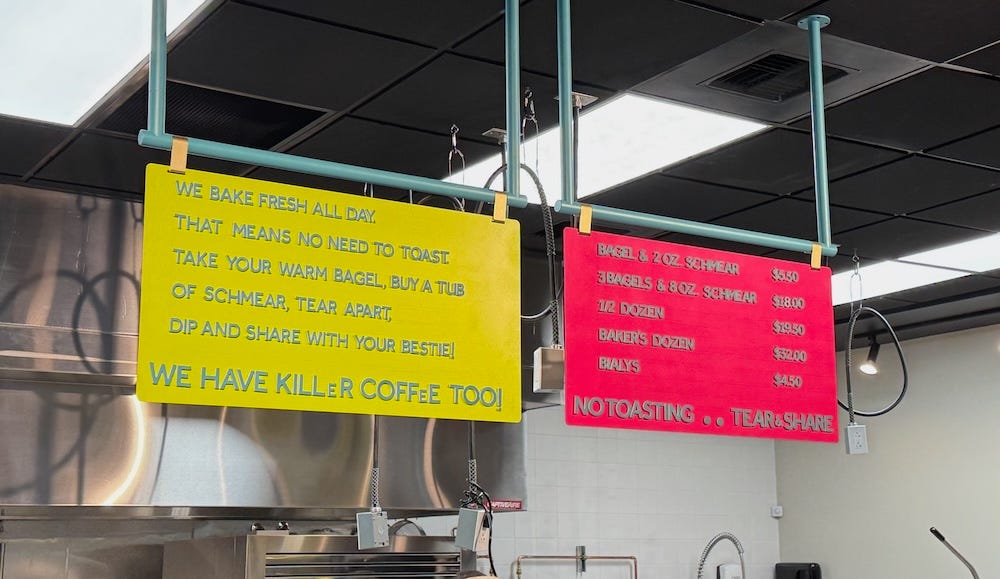 WE BAKE FRESH ALL DAY.
THAT MEANS NO NEED TO TOAST.
TAKE YOUR WARM BAGEL, BUY A TUB
OF SCHMEAR, TEAR APART,
DIP AND SHARE WITH YOUR BESTIE!
WE HAVE KILLER COFFEE TOO!
BAGEL & 2 OZ. SCHMEAR $5.50
3 BAGELS & 8 OZ. SCHMEAR $18.00
1/2 DOZEN $19.50
BAKER'S DOZEN $32.00
BIALYS $4.50
NO TOASTING . . TEAR & SHARE
CAPTIVEAIRE